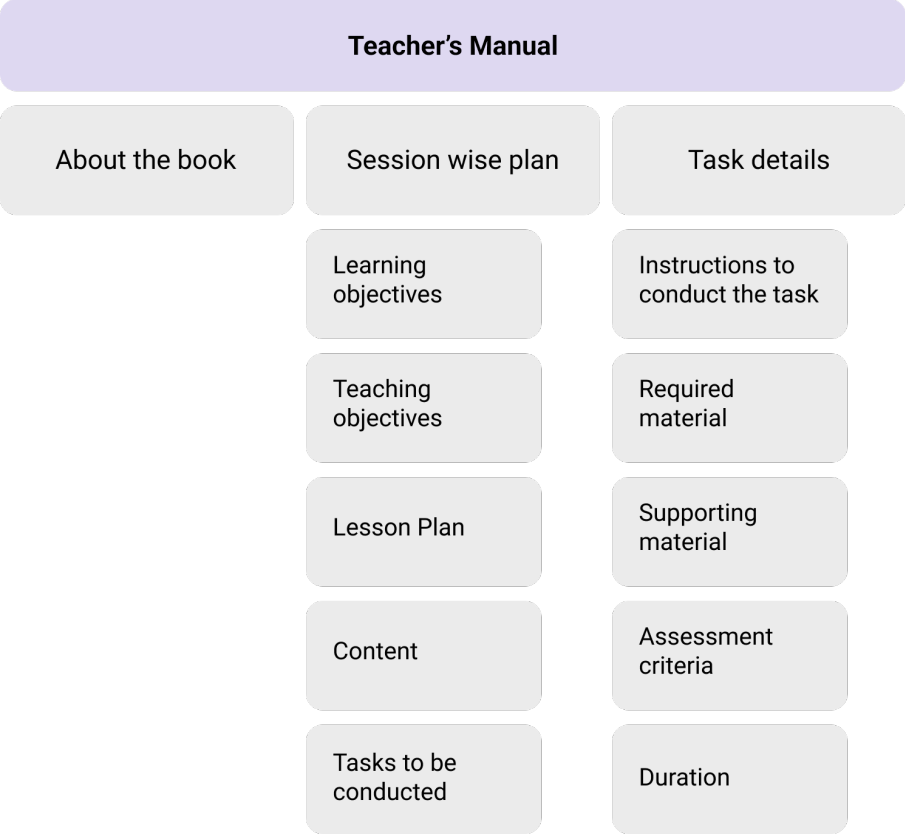 Teacher’s Manual
About the book
Session wise plan
Task details
Learning
objectives
Teaching
objectives
Lesson Plan
Content
Tasks to be
conducted
Instructions to
conduct the task
Required
material
Supporting
material
Assessment
criteria
Duration